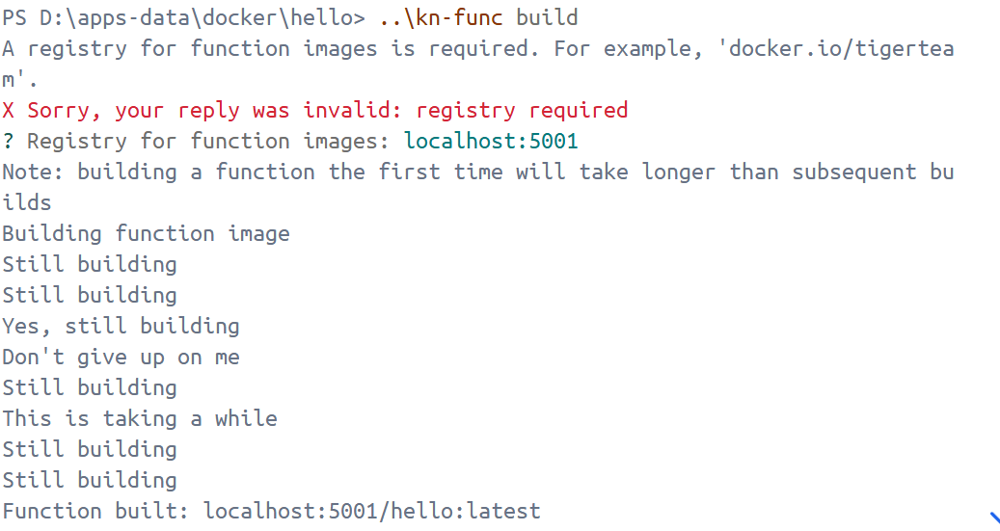 PS D:\apps-data\docker\hello> ..\kn-func build
A registry for function images is required. For example, 'docker.io/tigertea
m'.
X Sorry, your reply was invalid: registry required
? Registry for function images: localhost:5001
Note: building a function the first time will take longer than subsequent bu
ilds
Building function image
Still building
Still building
Yes, still building
Don't give up on me
Still building
This is taking a while
Still building
Still building
Function built: localhost:5001/hello:latest